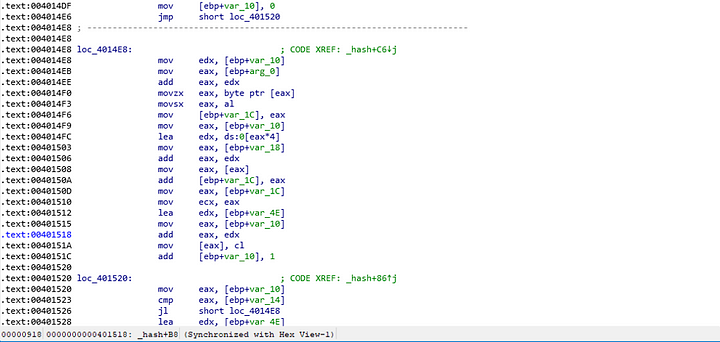 .text:004014DF mov [ebp+var_10], 0
.text:004014E6 jmp short loc_401520
.text:004014E8 ; ---------------------------------------------------------------------------
.text:004014E8
.text:004014E8 loc_4014E8: ; CODE XREF: _hash+C6↓j
.text:004014E8 mov edx, [ebp+var_10]
.text:004014EB mov eax, [ebp+arg_0]
.text:004014EE add eax, edx
.text:004014F0 movzx eax, byte ptr [eax]
.text:004014F3 movsx eax, al
.text:004014F6 mov [ebp+var_1C], eax
.text:004014F9 mov eax, [ebp+var_10]
.text:004014FC lea edx, ds:0[eax*4]
.text:00401503 mov eax, [ebp+var_18]
.text:00401506 add eax, edx
.text:00401508 mov eax, [eax]
.text:0040150A add [ebp+var_1C], eax
.text:0040150D mov eax, [ebp+var_1C]
.text:00401510 mov ecx, eax
.text:00401512 lea edx, [ebp+var_4E]
.text:00401515 mov eax, [ebp+var_10]
.text:00401518 add eax, edx
.text:0040151A mov [eax], cl
.text:0040151C add [ebp+var_10], 1
.text:00401520
.text:00401520 loc_401520: ; CODE XREF: _hash+86↑j
.text:00401520 mov eax, [ebp+var_10]
.text:00401523 cmp eax, [ebp+var_14]
.text:00401526 jl short loc_4014E8
.text:00401528 lea edx, [ebp+var_4E]
00000918 0000000000401518: _hash+B8 (Synchronized with Hex View-1)